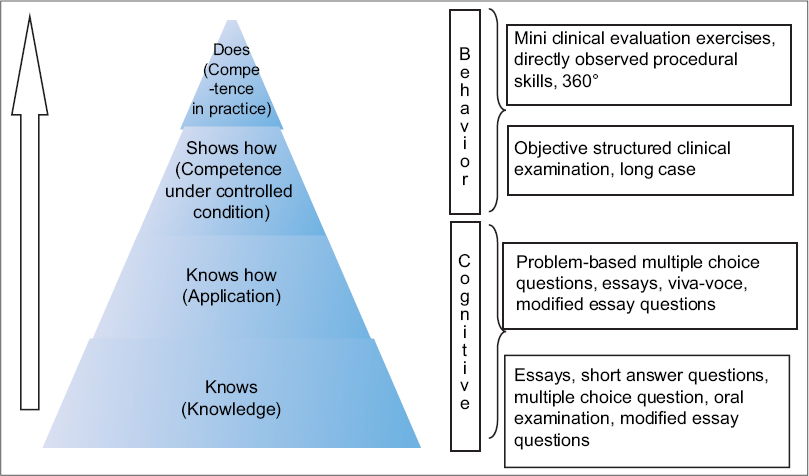 Does
(Compe
-tence
in practice)
Shows how
(Competence
under controlled
condition)
Knows how
(Application)
Knows
(Knowledge)
Behavior
Cognitive
Mini clinical evaluation exercises,
directly observed procedural
skills, 360°
Objective structured clinical
examination, long case
Problem-based multiple choice
questions, essays, viva-voce,
modified essay questions
Essays, short answer questions,
multiple choice question, oral
examination, modified essay
questions